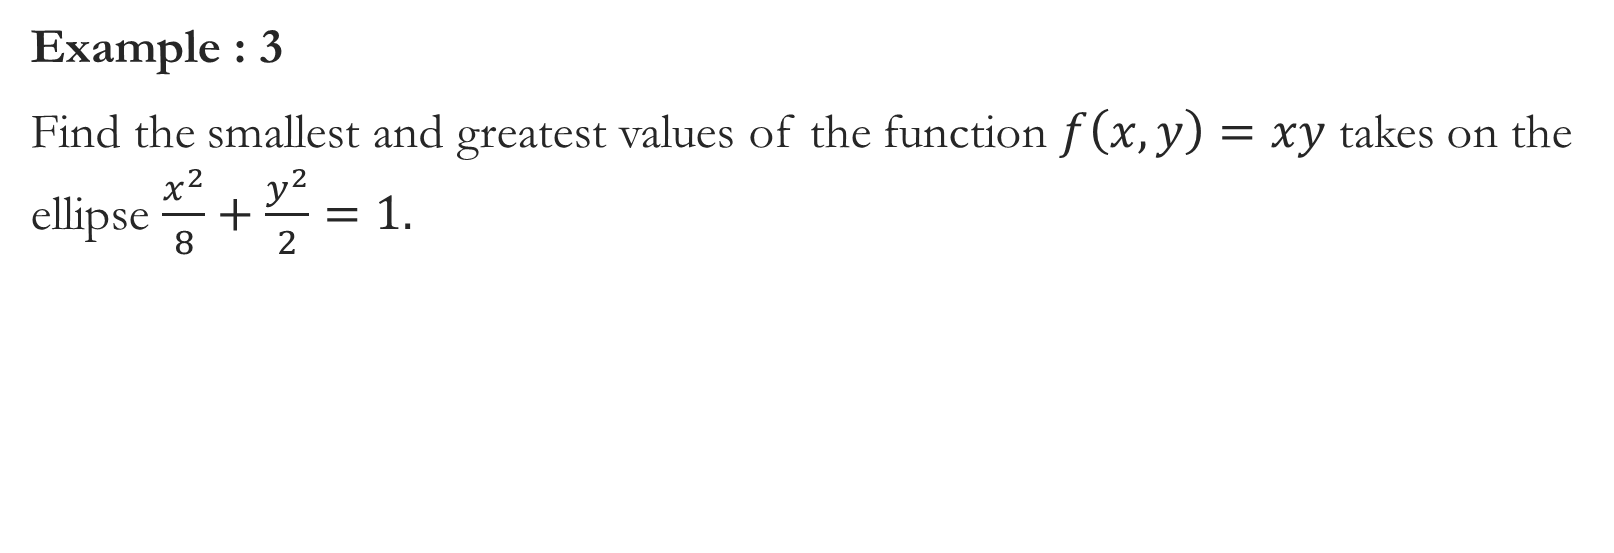 Example : 3
Find the smallest and greatest values of the function f(x, y) = xy takes on the
ellipse x²/8 + y²/2 = 1.